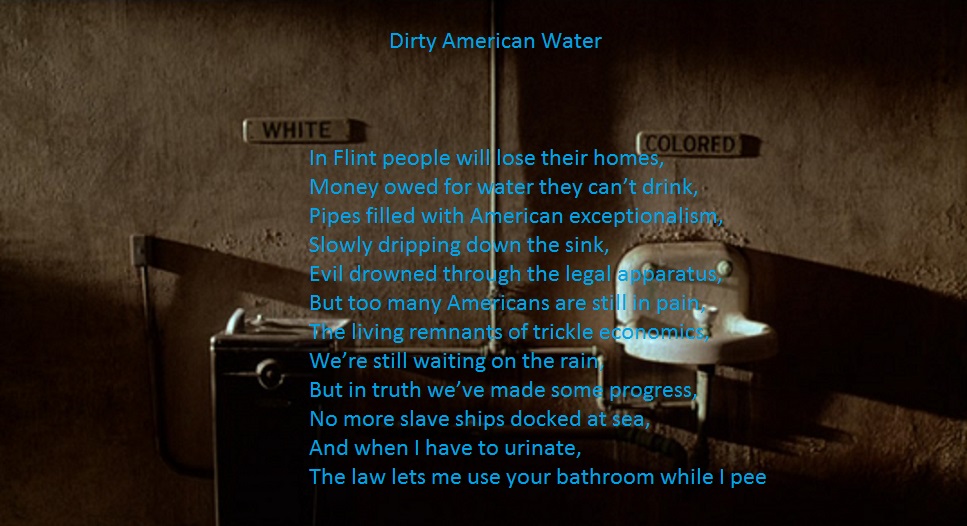 Dirty American Water
WHITE
COLORED
In Flint people will lose their homes,
Money owed for water they can't drink,
Pipes filled with American exceptionalism,
Slowly dripping down the sink,
Evil drowned through the legal apparatus,
But too many Americans are still in pain,
The living remnants of trickle economics,
We're still waiting on the rain,
But in truth we've made some progress,
No more slave ships docked at sea,
And when I have to urinate,
The law lets me use your bathroom while I pee